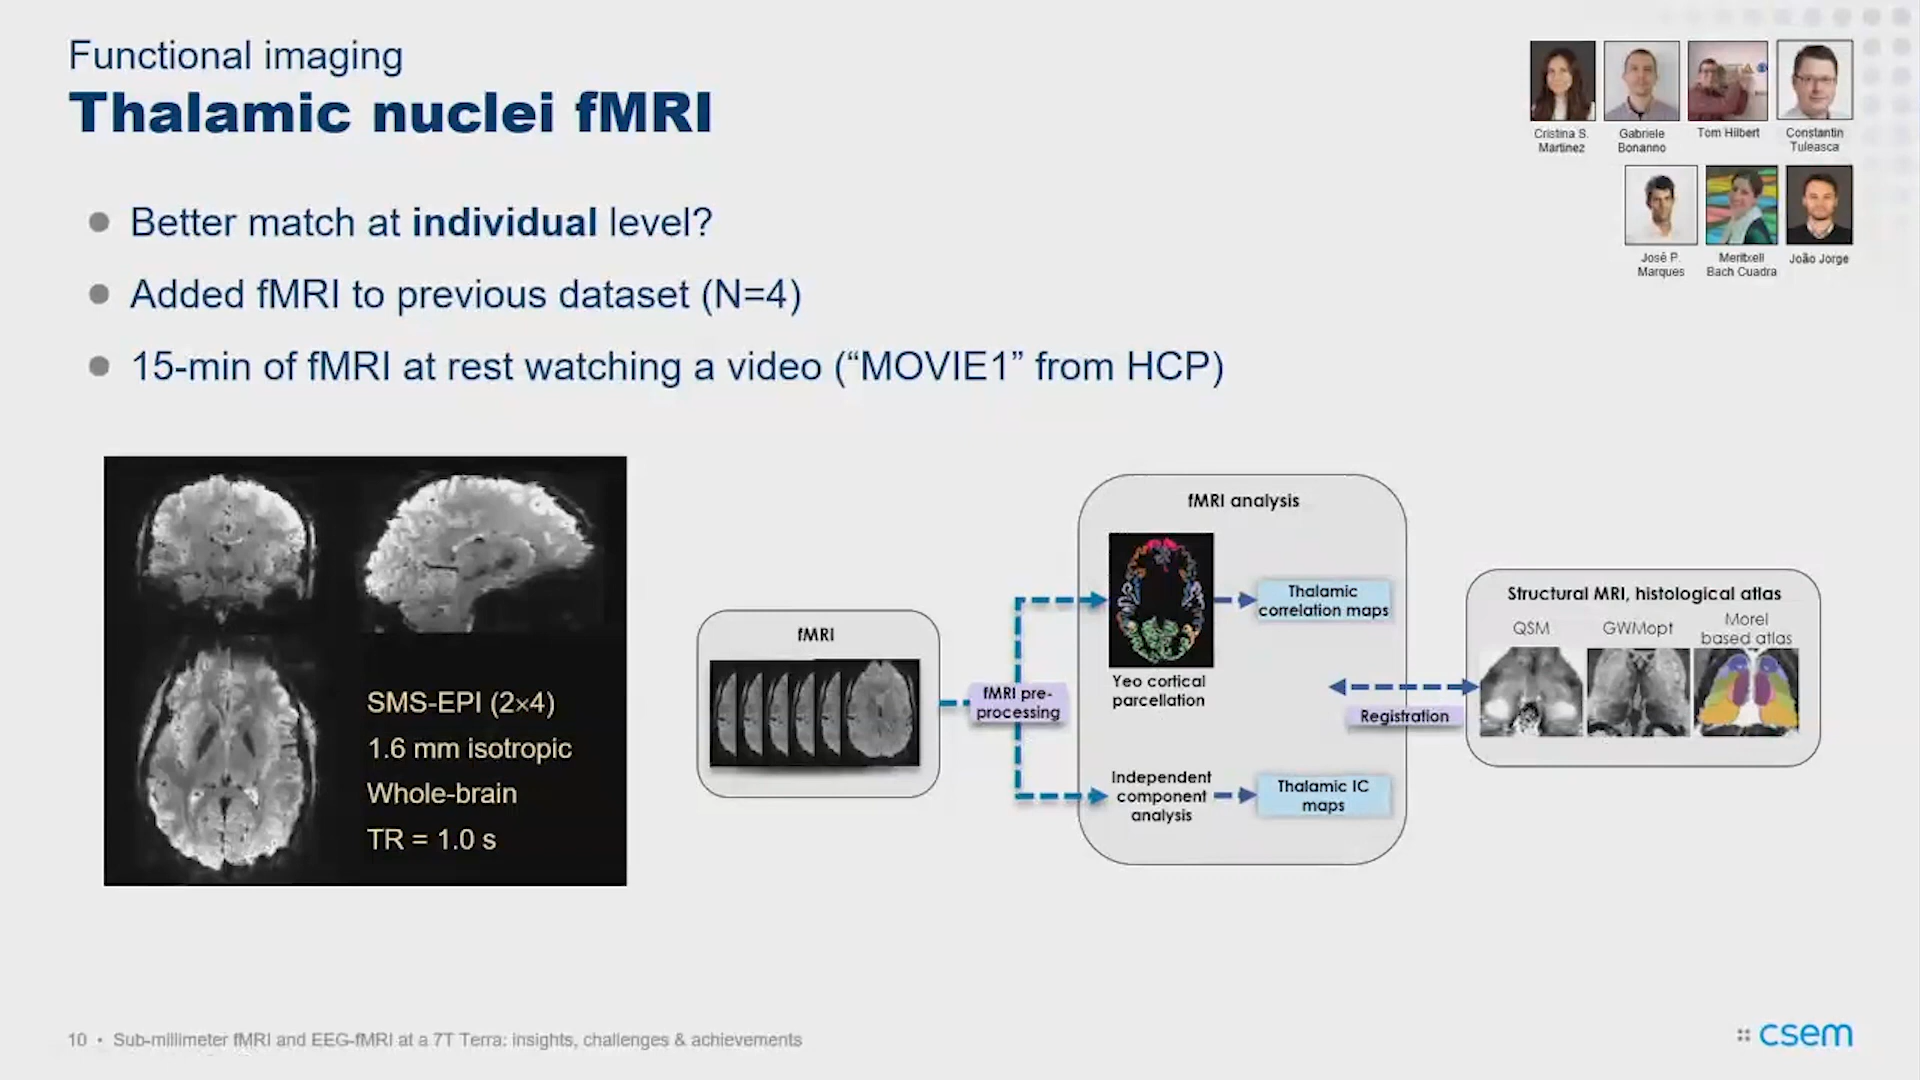 Functional imaging
Thalamic nuclei fMRI
Cristina S.
Martinez
Gabriele
Bonanno
Tom Hilbert
Constantin
Tuleasca
José P.
Marques
Meritxell
Bach Cuadra
João Jorge
Better match at individual level?
Added fMRI to previous dataset (N=4)
15-min of fMRI at rest watching a video (“MOVIE1” from HCP)
SMS-EPI (2×4)
1.6 mm isotropic
Whole-brain
TR = 1.0 s
fMRI
fMRI pre-
processing
fMRI analysis
Yeo cortical
parcellation
Thalamic
correlation maps
Independent
component
analysis
Thalamic IC
maps
Registration
Structural MRI, histological atlas
QSM
GWMopt
Morel
based atlas
10 • Sub-millimeter fMRI and EEG-fMRI at a 7T Terra: insights, challenges & achievements
csem